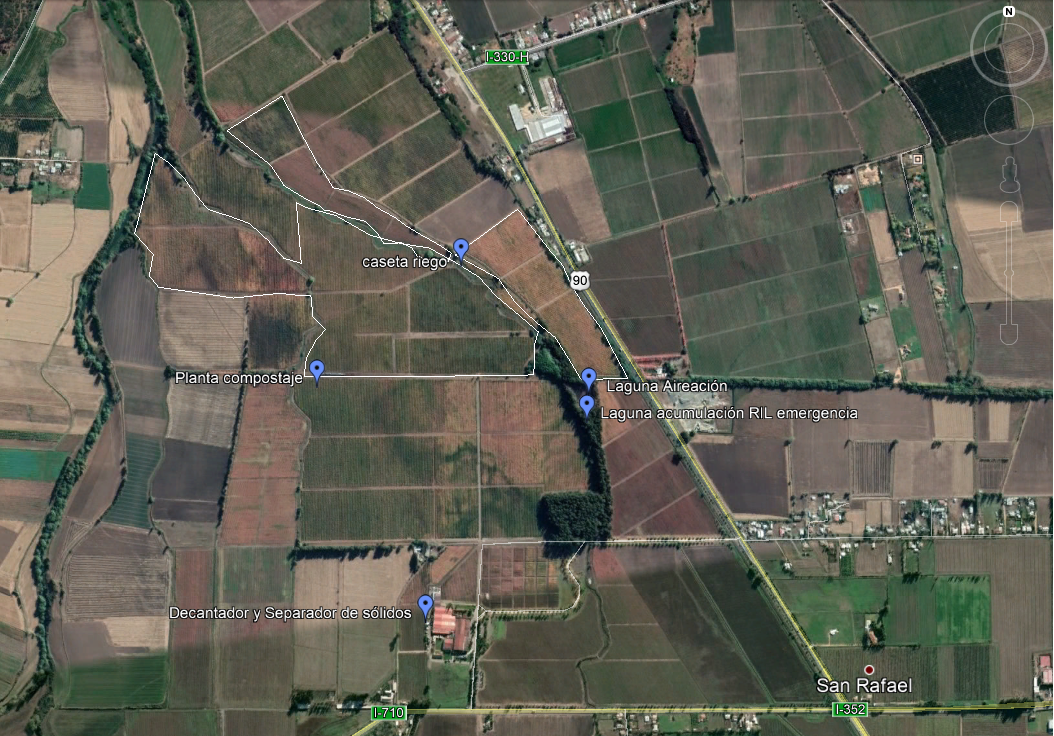 N
I-330-H
caseta riego
90
Planta compostaje
Laguna Aireación
Laguna acumulación RIL emergencia
Decantador y Separador de sólidos
San Rafael
I-710
I-352